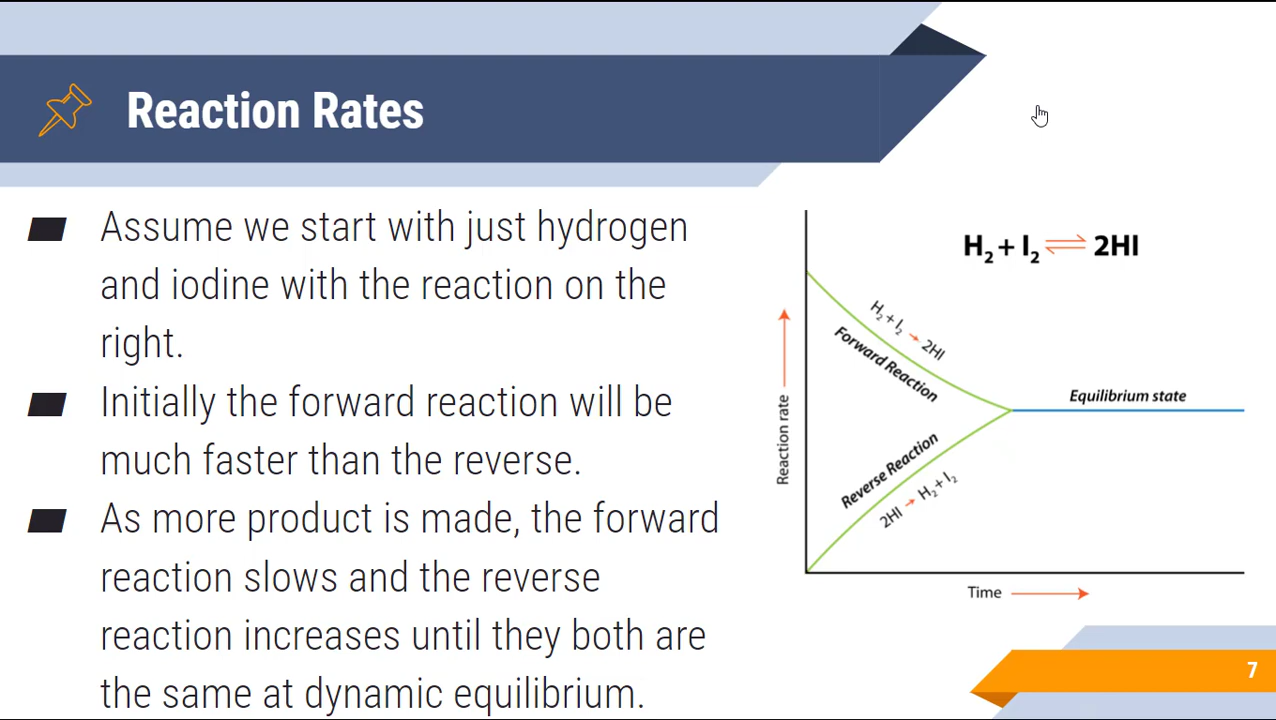 Reaction Rates
Assume we start with just hydrogen
and iodine with the reaction on the
right.
Initially the forward reaction will be
much faster than the reverse.
As more product is made, the forward
reaction slows and the reverse
reaction increases until they both are
the same at dynamic equilibrium.
H₂ + I₂ ⇌ 2HI
H₂ + I₂ → 2HI
Forward Reaction
Equilibrium state
Reaction rate
Reverse Reaction
2HI → H₂ + I₂
Time
7